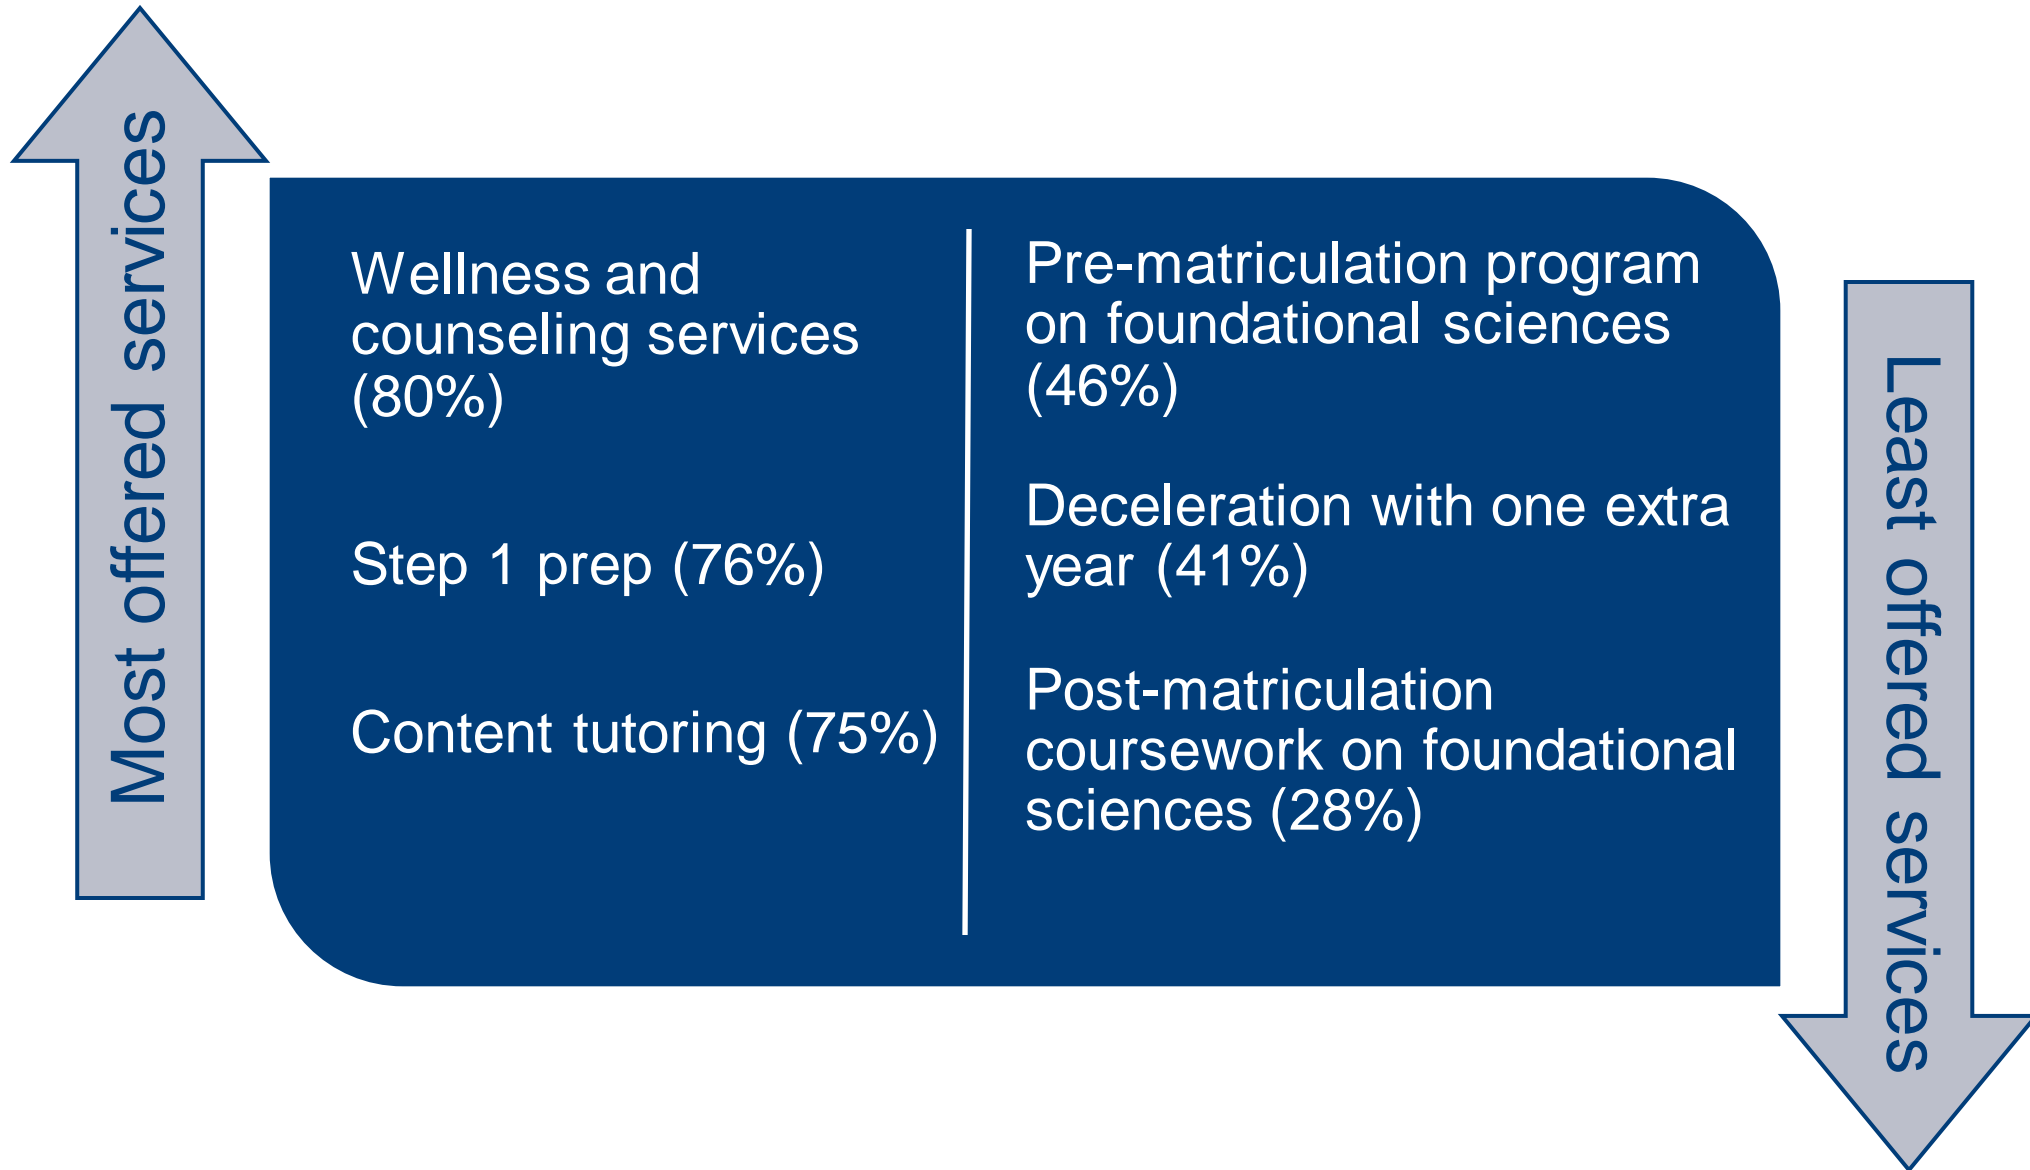 Most offered services
Wellness and
counseling services
(80%)
Step 1 prep (76%)
Content tutoring (75%)
Pre-matriculation program
on foundational sciences
(46%)
Deceleration with one extra
year (41%)
Post-matriculation
coursework on foundational
sciences (28%)
Least offered services